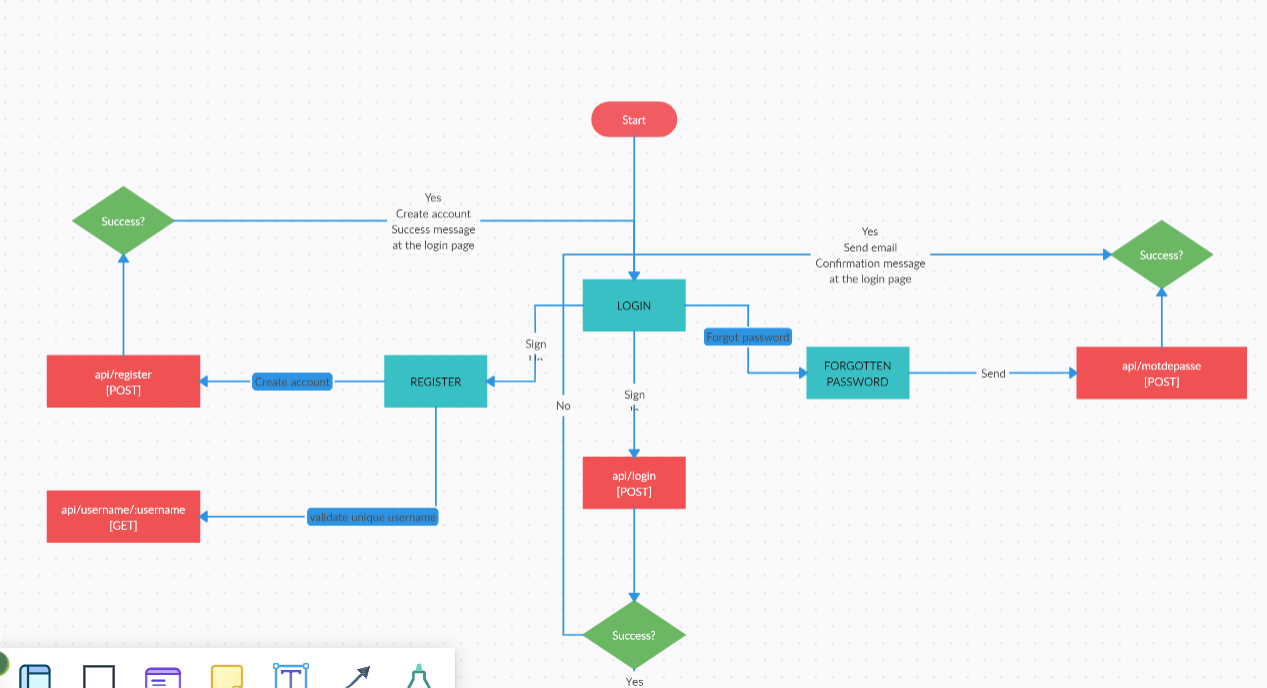 Start
Yes
Create account
Success message
at the login page
Success?
Yes
Send email
Confirmation message
at the login page
Success?
LOGIN
Sign
Forgot password
api/register
[POST]
Create account
REGISTER
FORGOTTEN
PASSWORD
Send
api/motdepasse
[POST]
No
Sign
api/login
[POST]
api/username/:username
[GET]
validate unique username
Success?
Yes